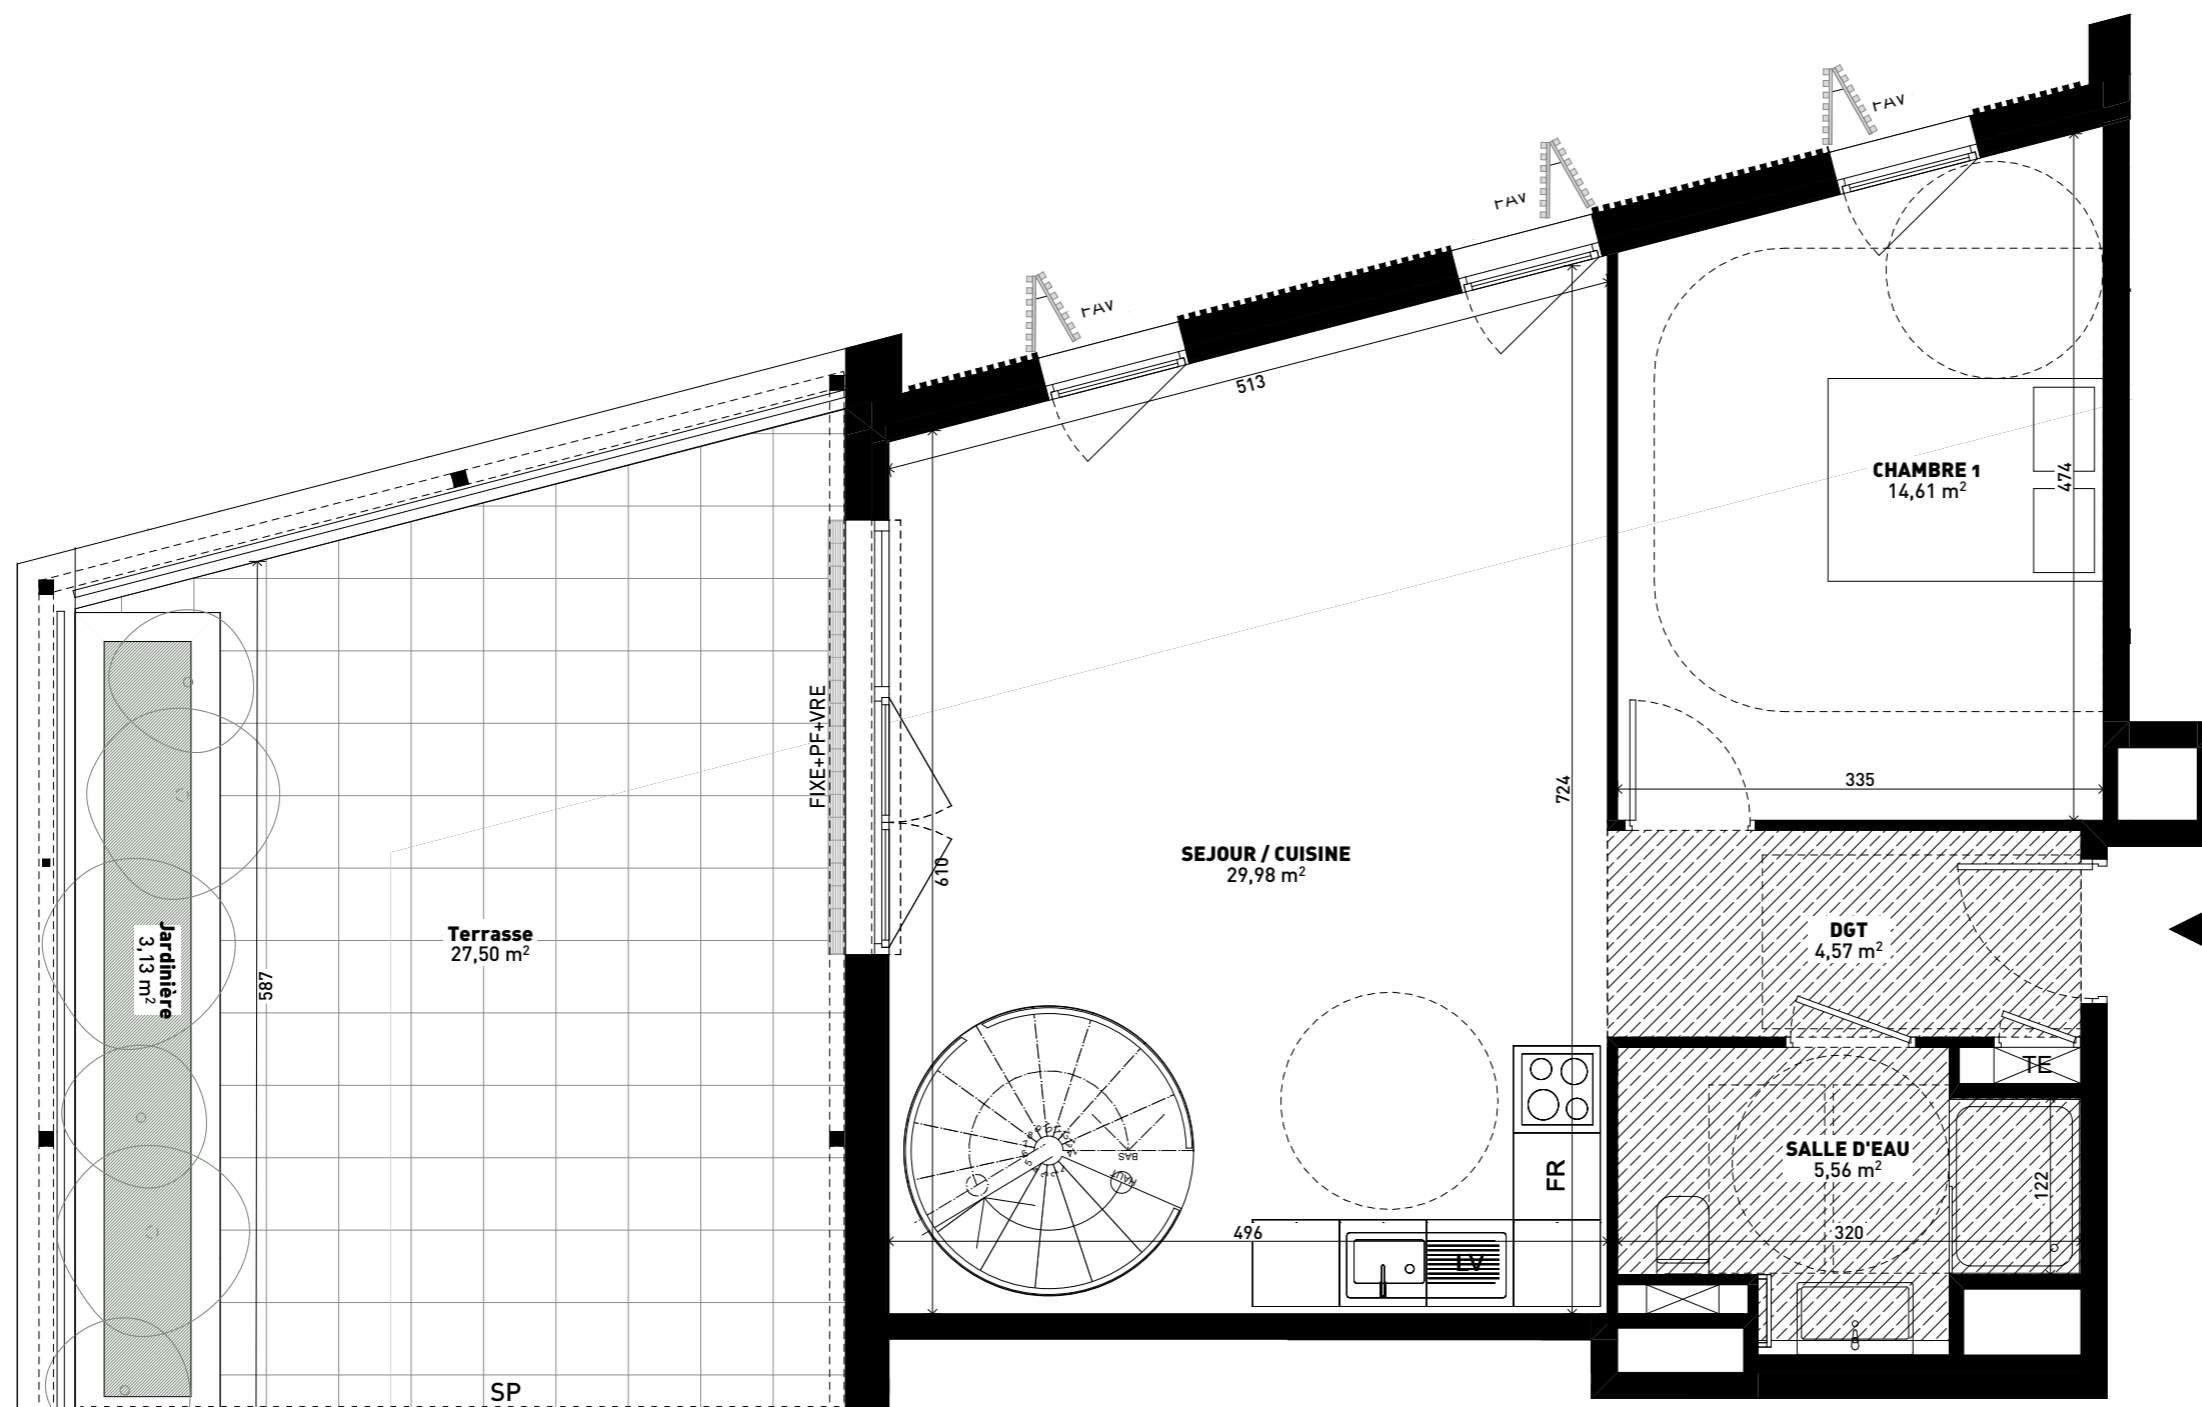 FAV
FAV
FAV
513
CHAMBRE 1
14,61 m²
474
335
FIXE+PF+VRE
724
610
SEJOUR / CUISINE
29,98 m²
DGT
4,57 m²
Terrasse
27,50 m²
Jardinière
3,13 m²
587
TE
BAS
HAUT
FR
SALLE D'EAU
5,56 m²
122
496
320
LV
SP